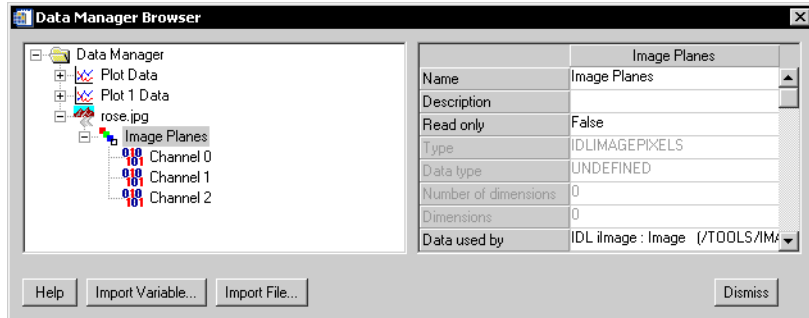 Data Manager Browser
Data Manager
Plot Data
Plot 1 Data
rose.jpg
Image Planes
Channel 0
Channel 1
Channel 2
Image Planes
Name Image Planes
Description
Read only False
Type IDLIMAGEPIXELS
Data type UNDEFINED
Number of dimensions 0
Dimensions 0
Data used by IDL iImage : Image (/TOOLS/IMA
Help Import Variable... Import File... Dismiss